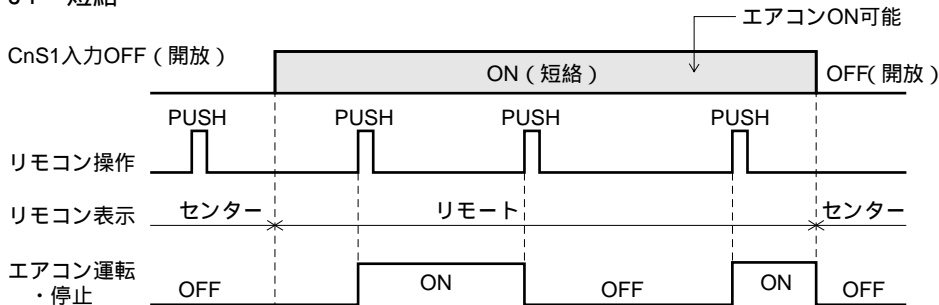 エアコンON可能
CnS1入力OFF（開放） ON（短絡） OFF（開放）
PUSH PUSH PUSH PUSH
リモコン操作
リモコン表示 センター リモート センター
エアコン運転
・停止 OFF ON OFF ON OFF